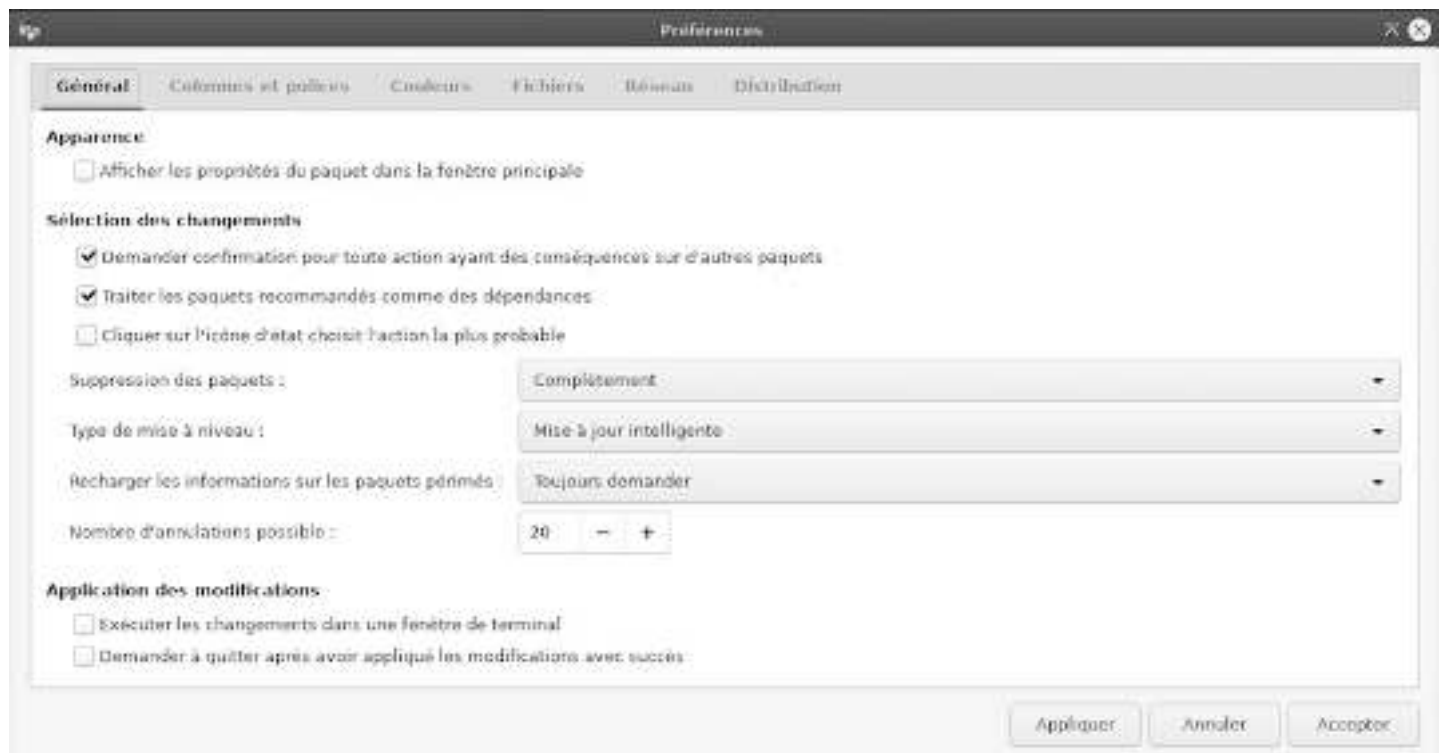 Préférences
Général Colonnes et polices Couleurs Fichiers Réseau Distribution
Apparence
Afficher les propriétés du paquet dans la fenêtre principale
Sélection des changements
Demander confirmation pour toute action ayant des conséquences sur d'autres paquets
Traiter les paquets recommandés comme des dépendances
Cliquer sur l'icône d'état choisit l'action la plus probable
Suppression des paquets : Complètement
Type de mise à niveau : Mise à jour intelligente
Recharger les informations sur les paquets périmés : Toujours demander
Nombre d'annulations possible : 20 − +
Application des modifications
Exécuter les changements dans une fenêtre de terminal
Demander à quitter après avoir appliqué les modifications avec succès
Appliquer Annuler Accepter